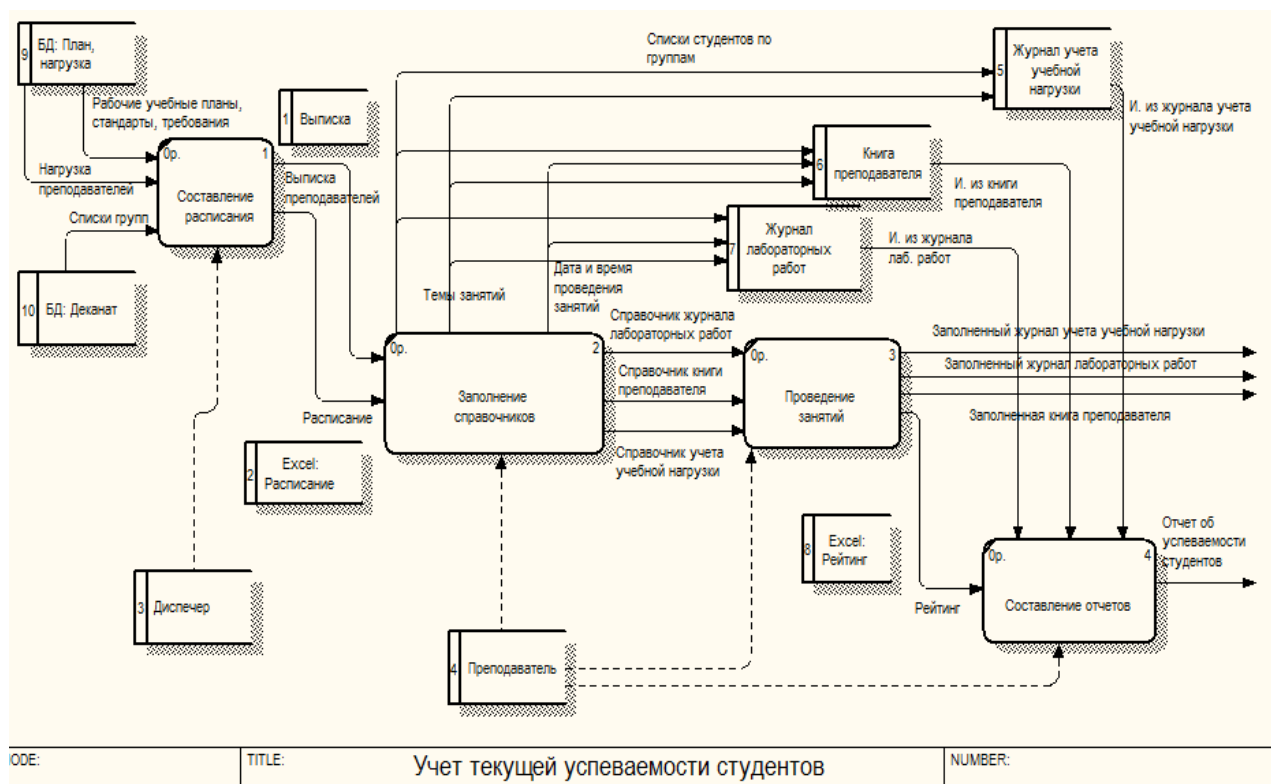 9
БД: План,
нагрузка
Рабочие учебные планы,
стандарты, требования
Нагрузка
преподавателей
Списки групп
10
БД: Деканат
0р.
1
Составление
расписания
1
Выписка
Выписка
преподавателей
Расписание
2
Excel:
Расписание
3
Диспечер
Списки студентов по
группам
5
Журнал учета
учебной
нагрузки
И. из журнала учета
учебной нагрузки
6
Книга
преподавателя
И. из книги
преподавателя
7
Журнал
лабораторных
работ
И. из журнала
лаб. работ
Темы занятий
Дата и время
проведения
занятий
0р.
2
Заполнение
справочников
Справочник журнала
лабораторных работ
Справочник книги
преподавателя
Справочник учета
учебной нагрузки
0р.
3
Проведение
занятий
Заполненный журнал учета учебной нагрузки
Заполненный журнал лабораторных работ
Заполненная книга преподавателя
8
Excel:
Рейтинг
Рейтинг
0р.
4
Составление отчетов
Отчет об
успеваемости
студентов
4
Преподаватель
ODE:
TITLE:
Учет текущей успеваемости студентов
NUMBER: